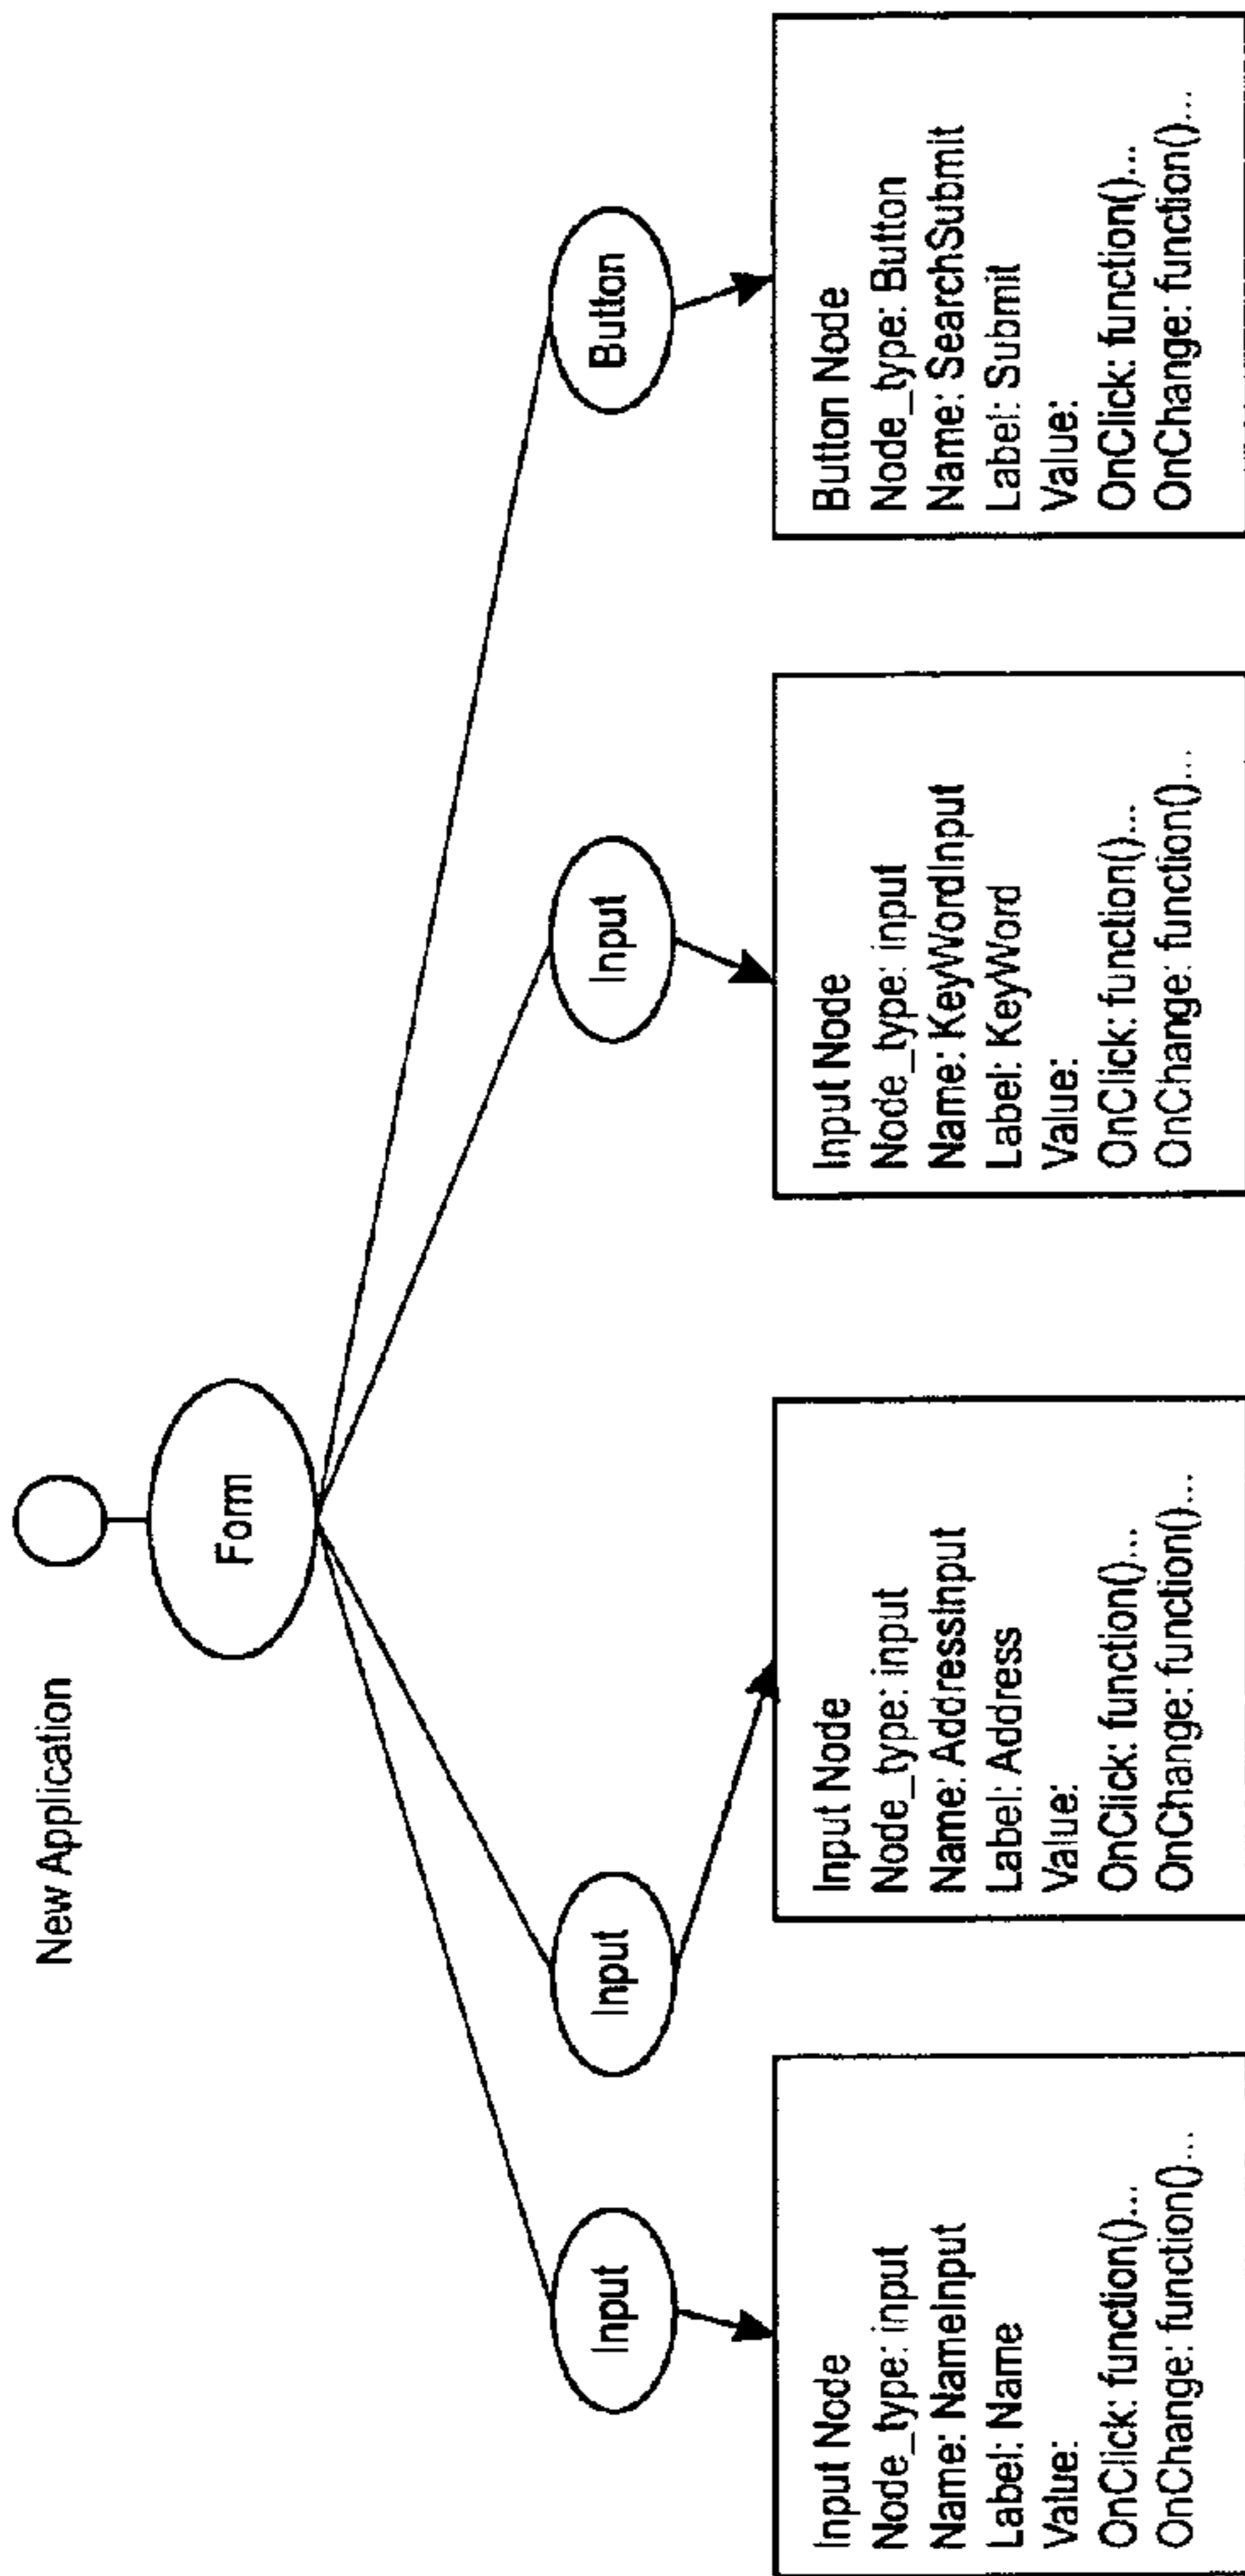 New Application
Form
Input
Input
Input
Button
Input Node
Node_type: input
Name: NameInput
Label: Name
Value:
OnClick: function()...
OnChange: function()...
Input Node
Node_type: input
Name: AddressInput
Label: Address
Value:
OnClick: function()...
OnChange: function()...
Input Node
Node_type: input
Name: KeyWordInput
Label: KeyWord
Value:
OnClick: function()...
OnChange: function()...
Button Node
Node_type: Button
Name: SearchSubmit
Label: Submit
Value:
OnClick: function()...
OnChange: function()...